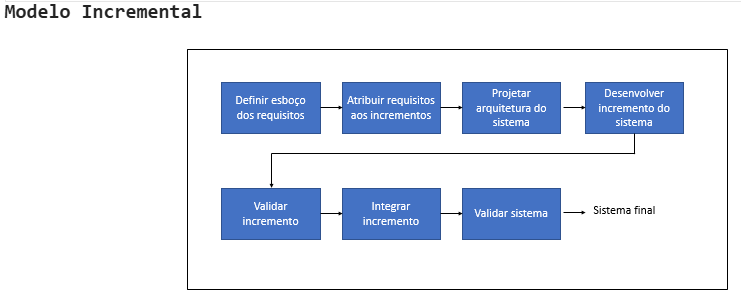 Modelo Incremental
Definir esboço
dos requisitos
Atribuir requisitos
aos incrementos
Projetar
arquitetura do
sistema
Desenvolver
incremento do
sistema
Validar
incremento
Integrar
incremento
Validar sistema
Sistema final